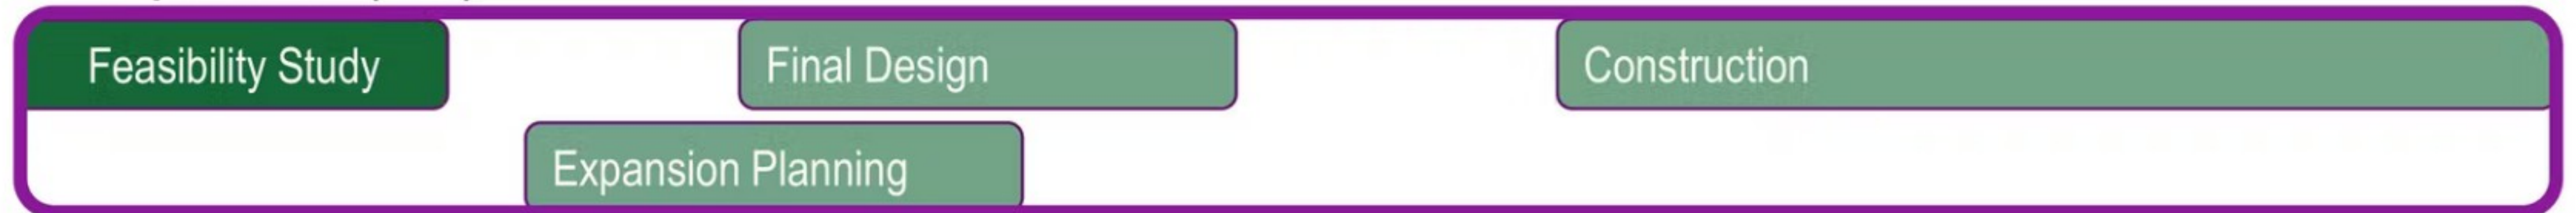 Feasibility Study
Final Design
Construction
Expansion Planning